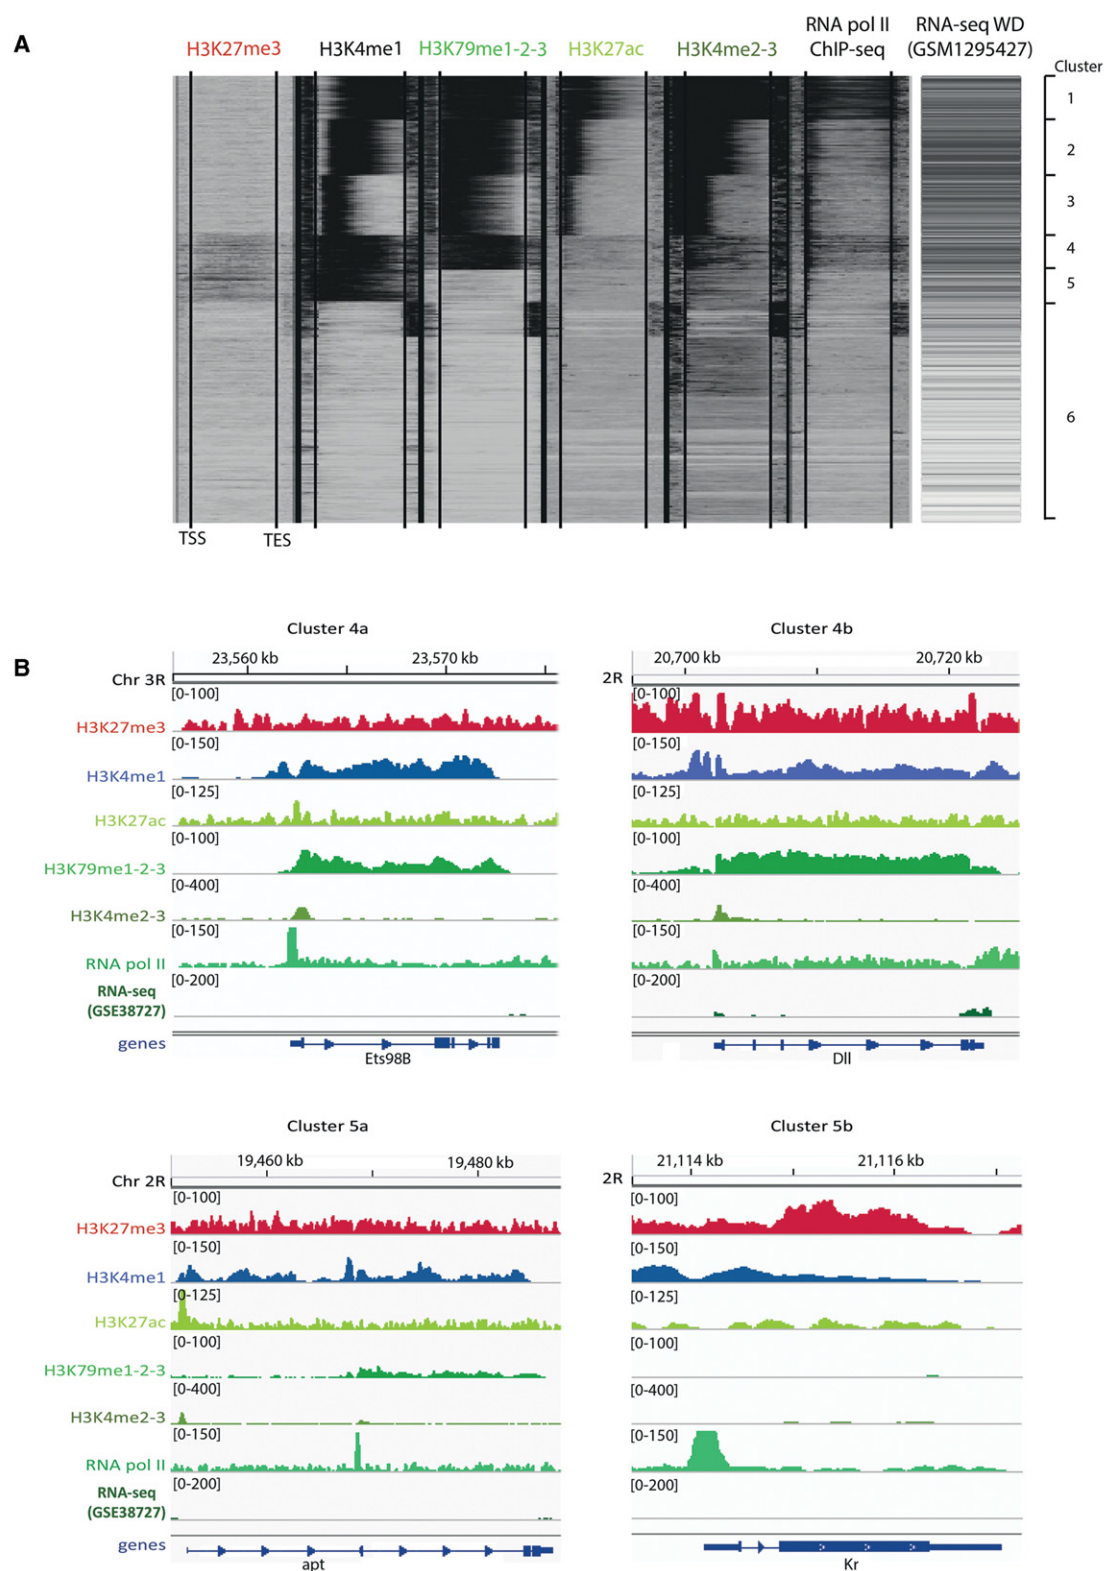 A
H3K27me3
H3K4me1
H3K79me1-2-3
H3K27ac
H3K4me2-3
RNA pol II
ChIP-seq
RNA-seq WD
(GSM1295427)
Cluster
1
2
3
4
5
6
TSS
TES
B
Cluster 4a
23,560 kb
23,570 kb
Chr 3R
[0-100]
H3K27me3
[0-150]
H3K4me1
[0-125]
H3K27ac
[0-100]
H3K79me1-2-3
[0-400]
H3K4me2-3
[0-150]
RNA pol II
[0-200]
RNA-seq
(GSE38727)
genes
Ets98B
Cluster 4b
20,700 kb
20,720 kb
2R
[0-100]
[0-150]
[0-125]
[0-100]
[0-400]
[0-150]
[0-200]
Dll
Cluster 5a
19,460 kb
19,480 kb
Chr 2R
[0-100]
H3K27me3
[0-150]
H3K4me1
[0-125]
H3K27ac
[0-100]
H3K79me1-2-3
[0-400]
H3K4me2-3
[0-150]
RNA pol II
[0-200]
RNA-seq
(GSE38727)
genes
apt
Cluster 5b
21,114 kb
21,116 kb
2R
[0-100]
[0-150]
[0-125]
[0-100]
[0-400]
[0-150]
[0-200]
Kr